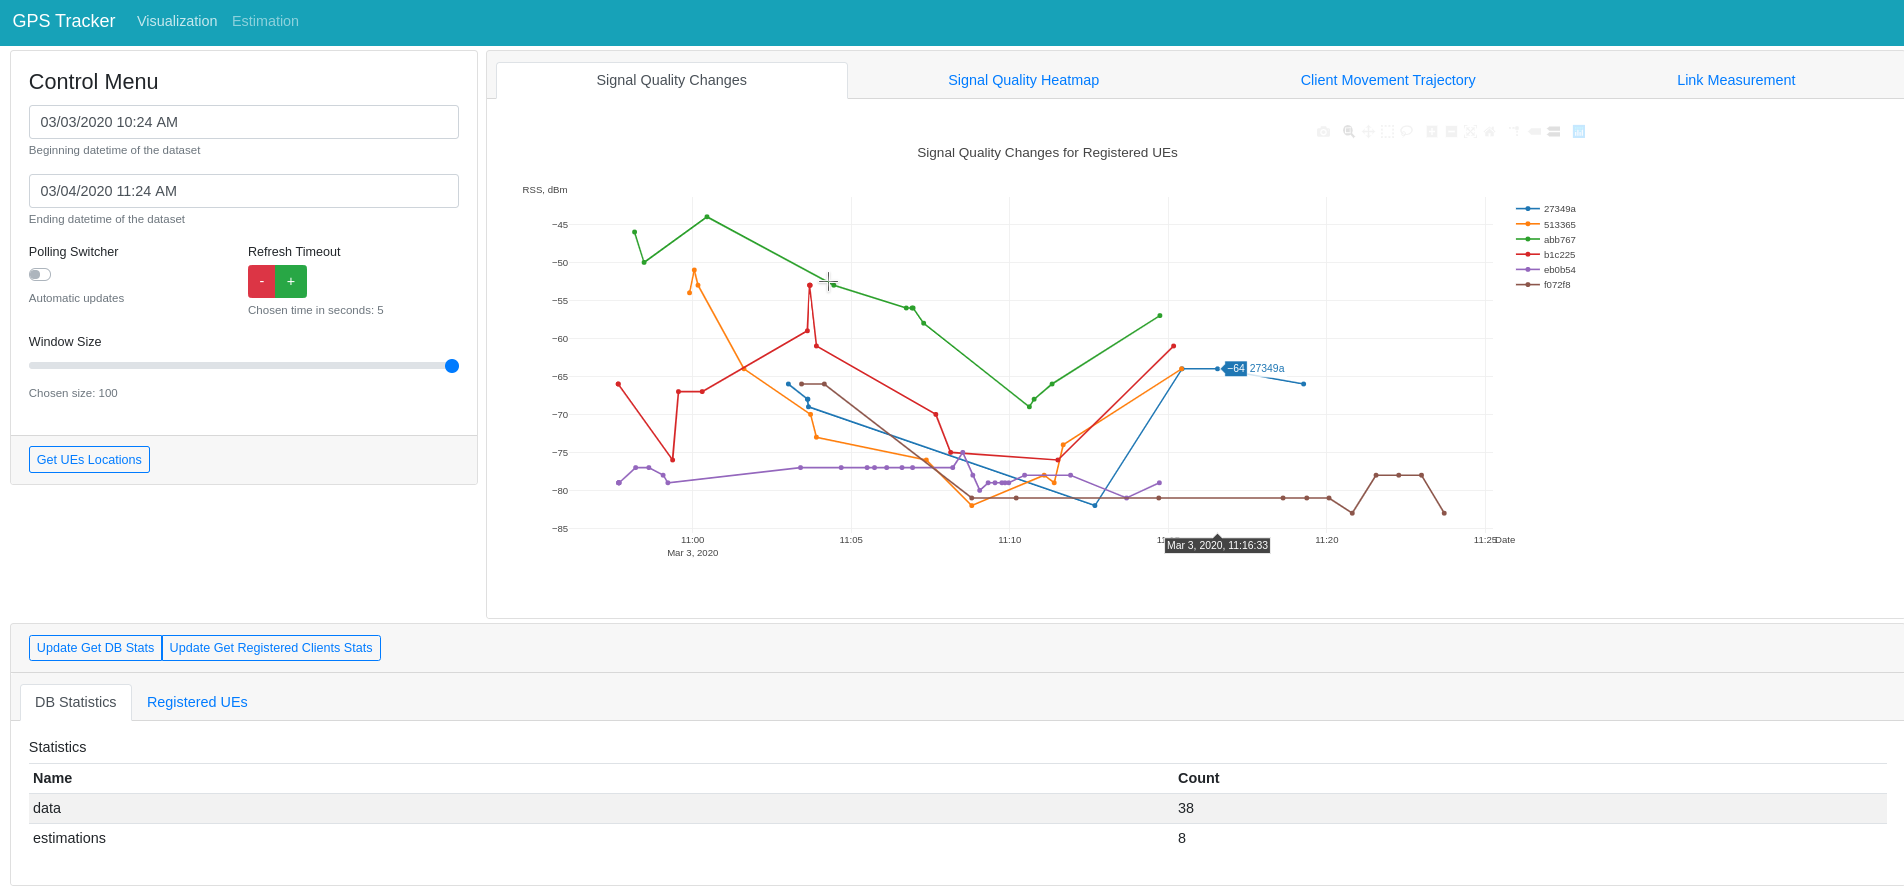 GPS Tracker Visualization Estimation
Control Menu
03/03/2020 10:24 AM
Beginning datetime of the dataset
03/04/2020 11:24 AM
Ending datetime of the dataset
Polling Switcher Refresh Timeout
- +
Automatic updates
Chosen time in seconds: 5
Window Size
Chosen size: 100
Get UEs Locations
Signal Quality Changes Signal Quality Heatmap Client Movement Trajectory Link Measurement
Signal Quality Changes for Registered UEs
RSS, dBm
−45
−50
−55
−60
−65
−70
−75
−80
−85
27349a
513365
abb767
b1c225
eb0b54
f072f8
−64 27349a
11:00 11:05 11:10 11:20 11:25 Date
Mar 3, 2020
Mar 3, 2020, 11:16:33
Update Get DB Stats Update Get Registered Clients Stats
DB Statistics Registered UEs
Statistics
Name Count
data 38
estimations 8